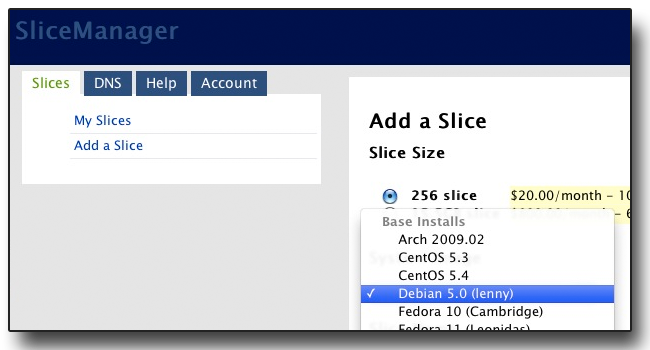 SliceManager
Slices DNS Help Account
My Slices
Add a Slice
Add a Slice
Slice Size
256 slice $20.00/month - 10
Base Installs
Arch 2009.02
CentOS 5.3
CentOS 5.4
✓ Debian 5.0 (lenny)
Fedora 10 (Cambridge)
Fedora 11 (Leonidas)